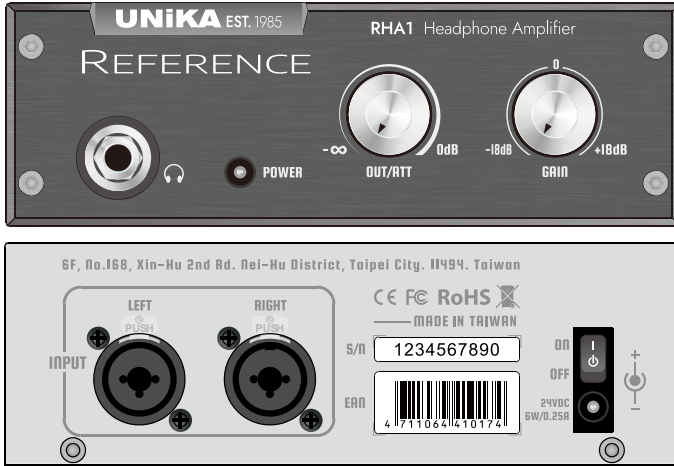 UNiKA EST. 1985
RHA1 Headphone Amplifier
REFERENCE
0
-∞ 0dB
-18dB +18dB
POWER
OUT/ATT
GAIN
6F, No.168, Xin-Hu 2nd Rd. Nei-Hu District, Taipei City. 11494. Taiwan
LEFT
RIGHT
PUSH
PUSH
INPUT
CE FC RoHS
MADE IN TAIWAN
S/N 1234567890
EAN
4 711064 410174
ON
OFF
24VDC
6W/0.25A
+
-